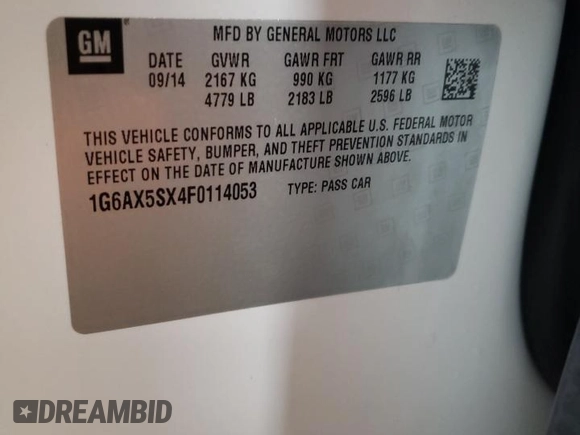 GM
MFD BY GENERAL MOTORS LLC
DATE GVWR GAWR FRT GAWR RR
09/14 2167 KG 990 KG 1177 KG
4779 LB 2183 LB 2596 LB
THIS VEHICLE CONFORMS TO ALL APPLICABLE U.S. FEDERAL MOTOR
VEHICLE SAFETY, BUMPER, AND THEFT PREVENTION STANDARDS IN
EFFECT ON THE DATE OF MANUFACTURE SHOWN ABOVE.
1G6AX5SX4F0114053 TYPE: PASS CAR
DREAMBID